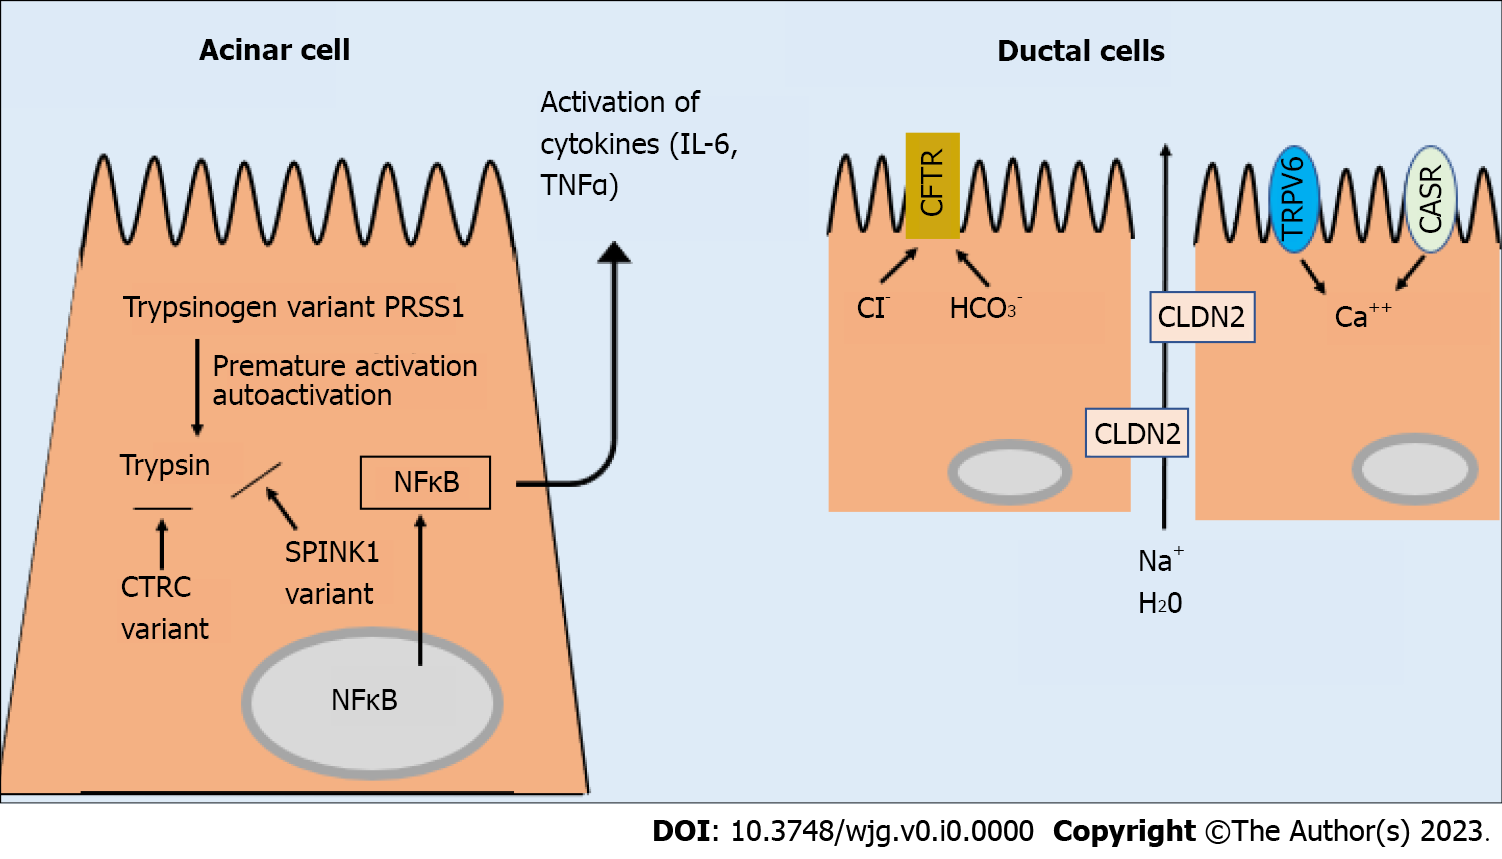 Acinar cell
Activation of
cytokines (IL-6,
TNFα)
Trypsinogen variant PRSS1
Premature activation
autoactivation
Trypsin
NFκB
SPINK1
variant
CTRC
variant
NFκB
Ductal cells
CFTR
TRPV6
CASR
CI⁻
HCO₃⁻
CLDN2
Ca⁺⁺
CLDN2
Na⁺
H₂0
DOI: 10.3748/wjg.v0.i0.0000 Copyright ©The Author(s) 2023.